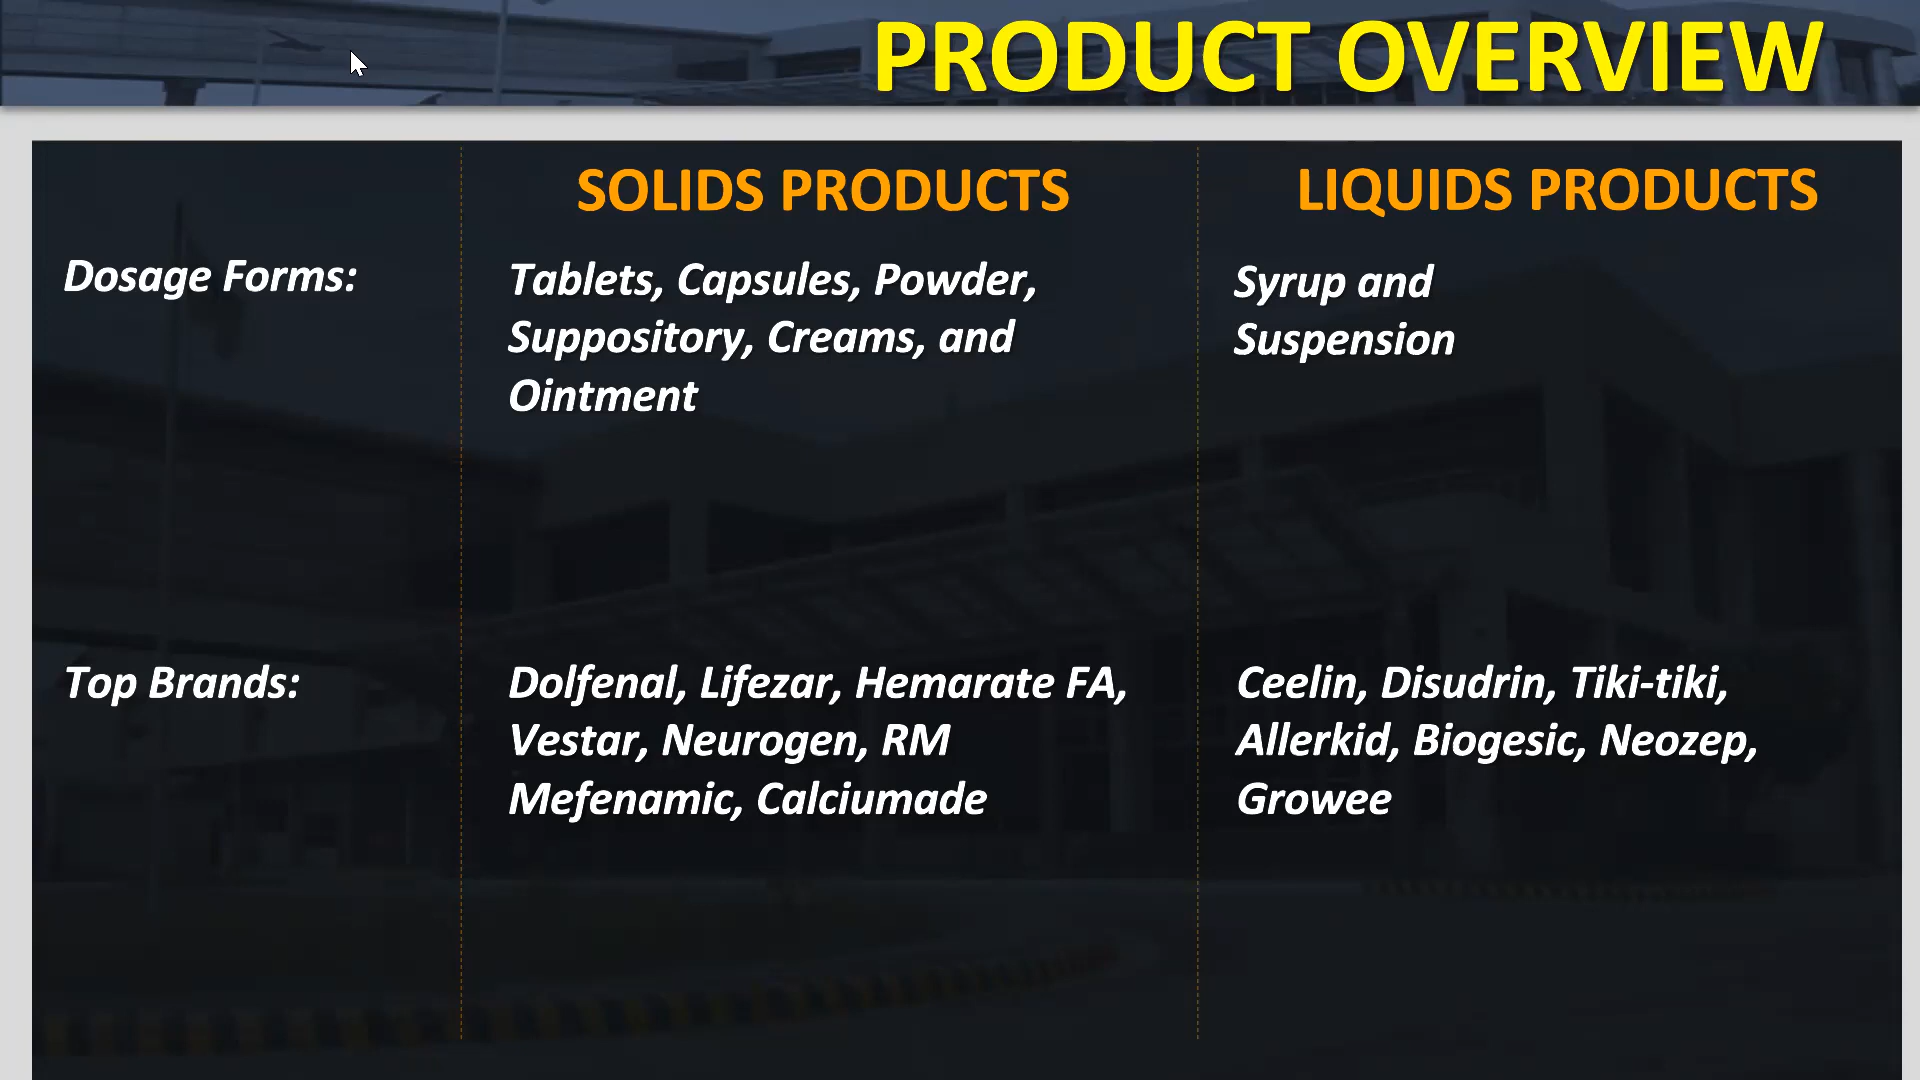 PRODUCT OVERVIEW
SOLIDS PRODUCTS
LIQUIDS PRODUCTS
Dosage Forms:
Tablets, Capsules, Powder,
Suppository, Creams, and
Ointment
Syrup and
Suspension
Top Brands:
Dolfenal, Lifezar, Hemarate FA,
Vestar, Neurogen, RM
Mefenamic, Calciumade
Ceelin, Disudrin, Tiki-tiki,
Allerkid, Biogesic, Neozep,
Growee